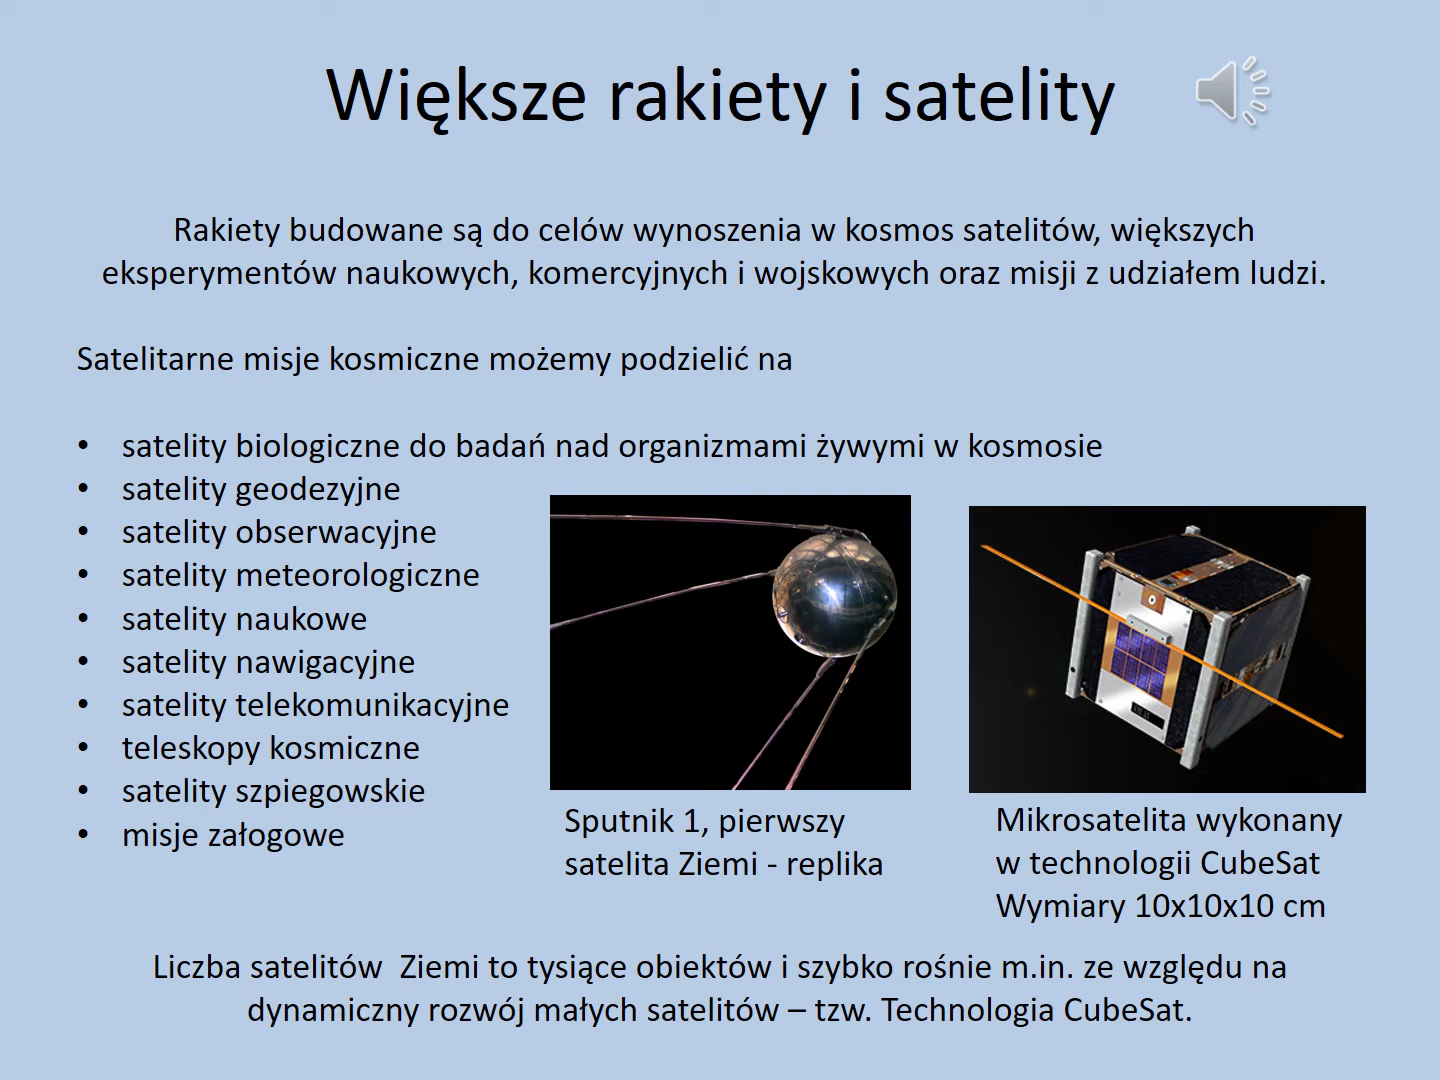 Większe rakiety i satelity
Rakiety budowane są do celów wynoszenia w kosmos satelitów, większych
eksperymentów naukowych, komercyjnych i wojskowych oraz misji z udziałem ludzi.
Satelitarne misje kosmiczne możemy podzielić na
• satelity biologiczne do badań nad organizmami żywymi w kosmosie
• satelity geodezyjne
• satelity obserwacyjne
• satelity meteorologiczne
• satelity naukowe
• satelity nawigacyjne
• satelity telekomunikacyjne
• teleskopy kosmiczne
• satelity szpiegowskie
• misje załogowe
Sputnik 1, pierwszy
satelita Ziemi - replika
Mikrosatelita wykonany
w technologii CubeSat
Wymiary 10x10x10 cm
Liczba satelitów  Ziemi to tysiące obiektów i szybko rośnie m.in. ze względu na
dynamiczny rozwój małych satelitów – tzw. Technologia CubeSat.